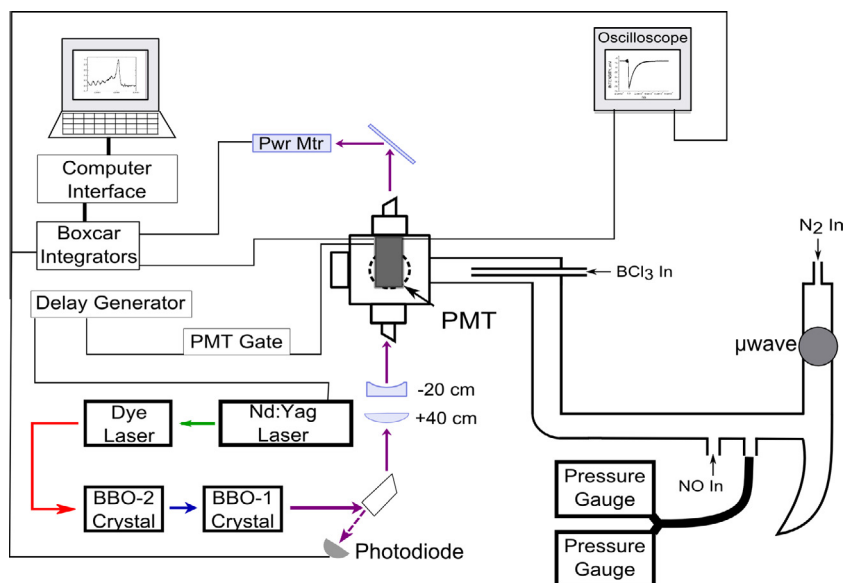 Oscilloscope
Pwr Mtr
Computer
Interface
Boxcar
Integrators
N2 In
BCl3 In
Delay Generator
PMT
PMT Gate
µwave
-20 cm
+40 cm
Dye
Laser
Nd:Yag
Laser
BBO-2
Crystal
BBO-1
Crystal
Photodiode
NO In
Pressure
Gauge
Pressure
Gauge